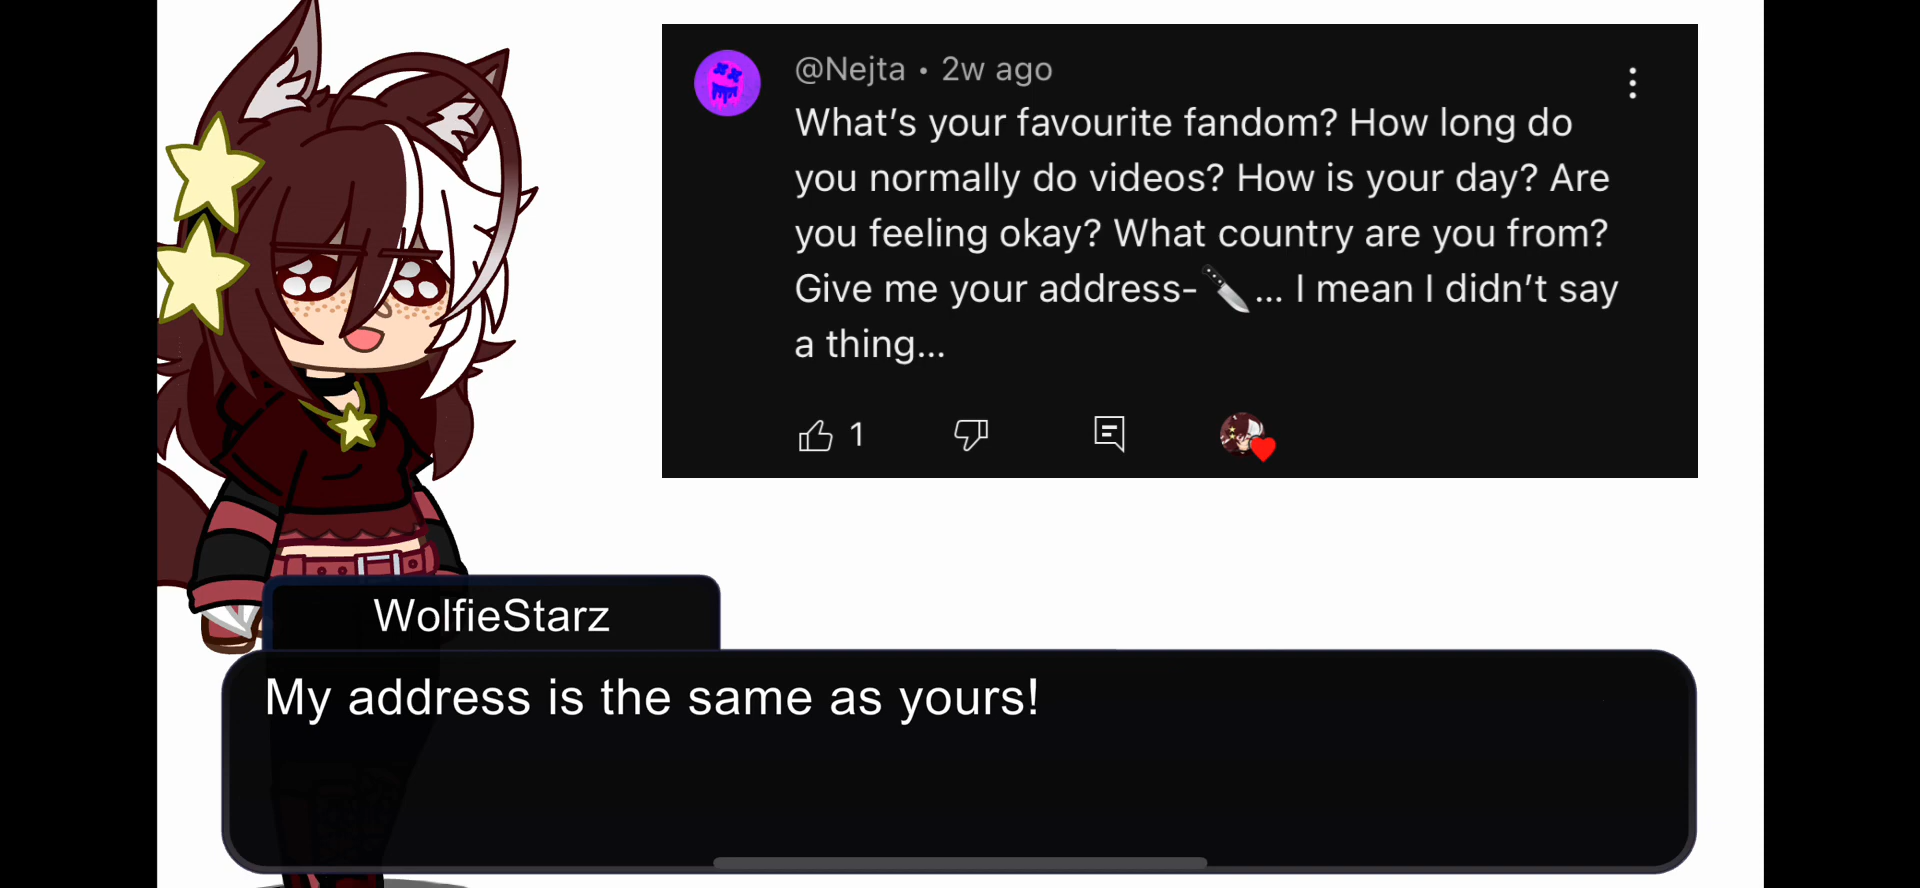 @Nejta • 2w ago
What’s your favourite fandom? How long do
you normally do videos? How is your day? Are
you feeling okay? What country are you from?
Give me your address-🔪... I mean I didn’t say
a thing...
1
WolfieStarz
My address is the same as yours!